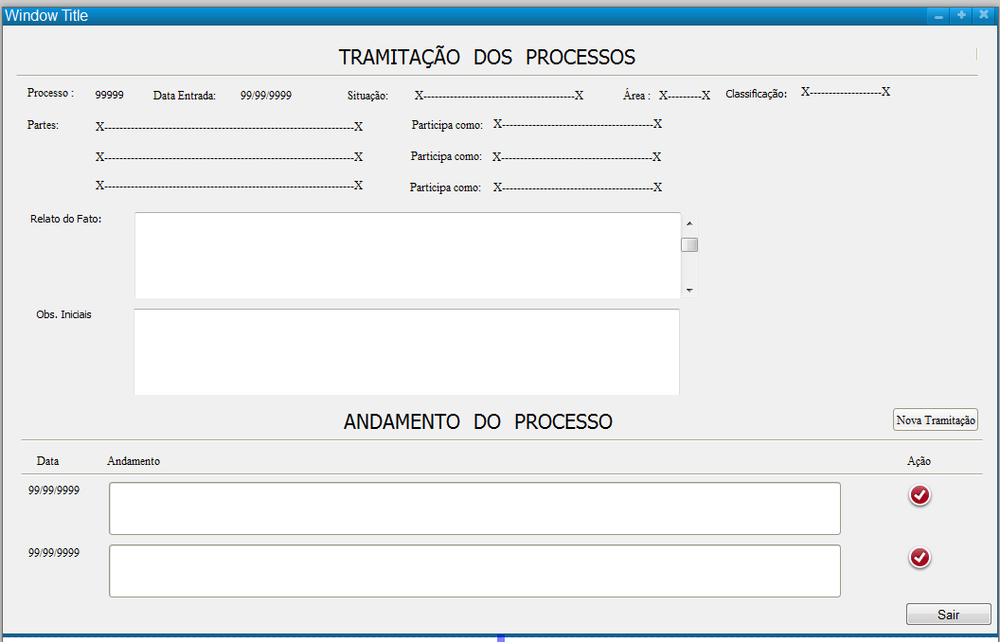 Window Title
TRAMITAÇÃO DOS PROCESSOS
Processo : 99999 Data Entrada: 99/99/9999 Situação: X----------------------------------------X Área : X---------X Classificação: X-------------------X
Partes: X------------------------------------------------------------------X Participa como: X----------------------------------------X
X------------------------------------------------------------------X Participa como: X----------------------------------------X
X------------------------------------------------------------------X Participa como: X----------------------------------------X
Relato do Fato:
Obs. Iniciais
ANDAMENTO DO PROCESSO
Nova Tramitação
Data Andamento Ação
99/99/9999
99/99/9999
Sair